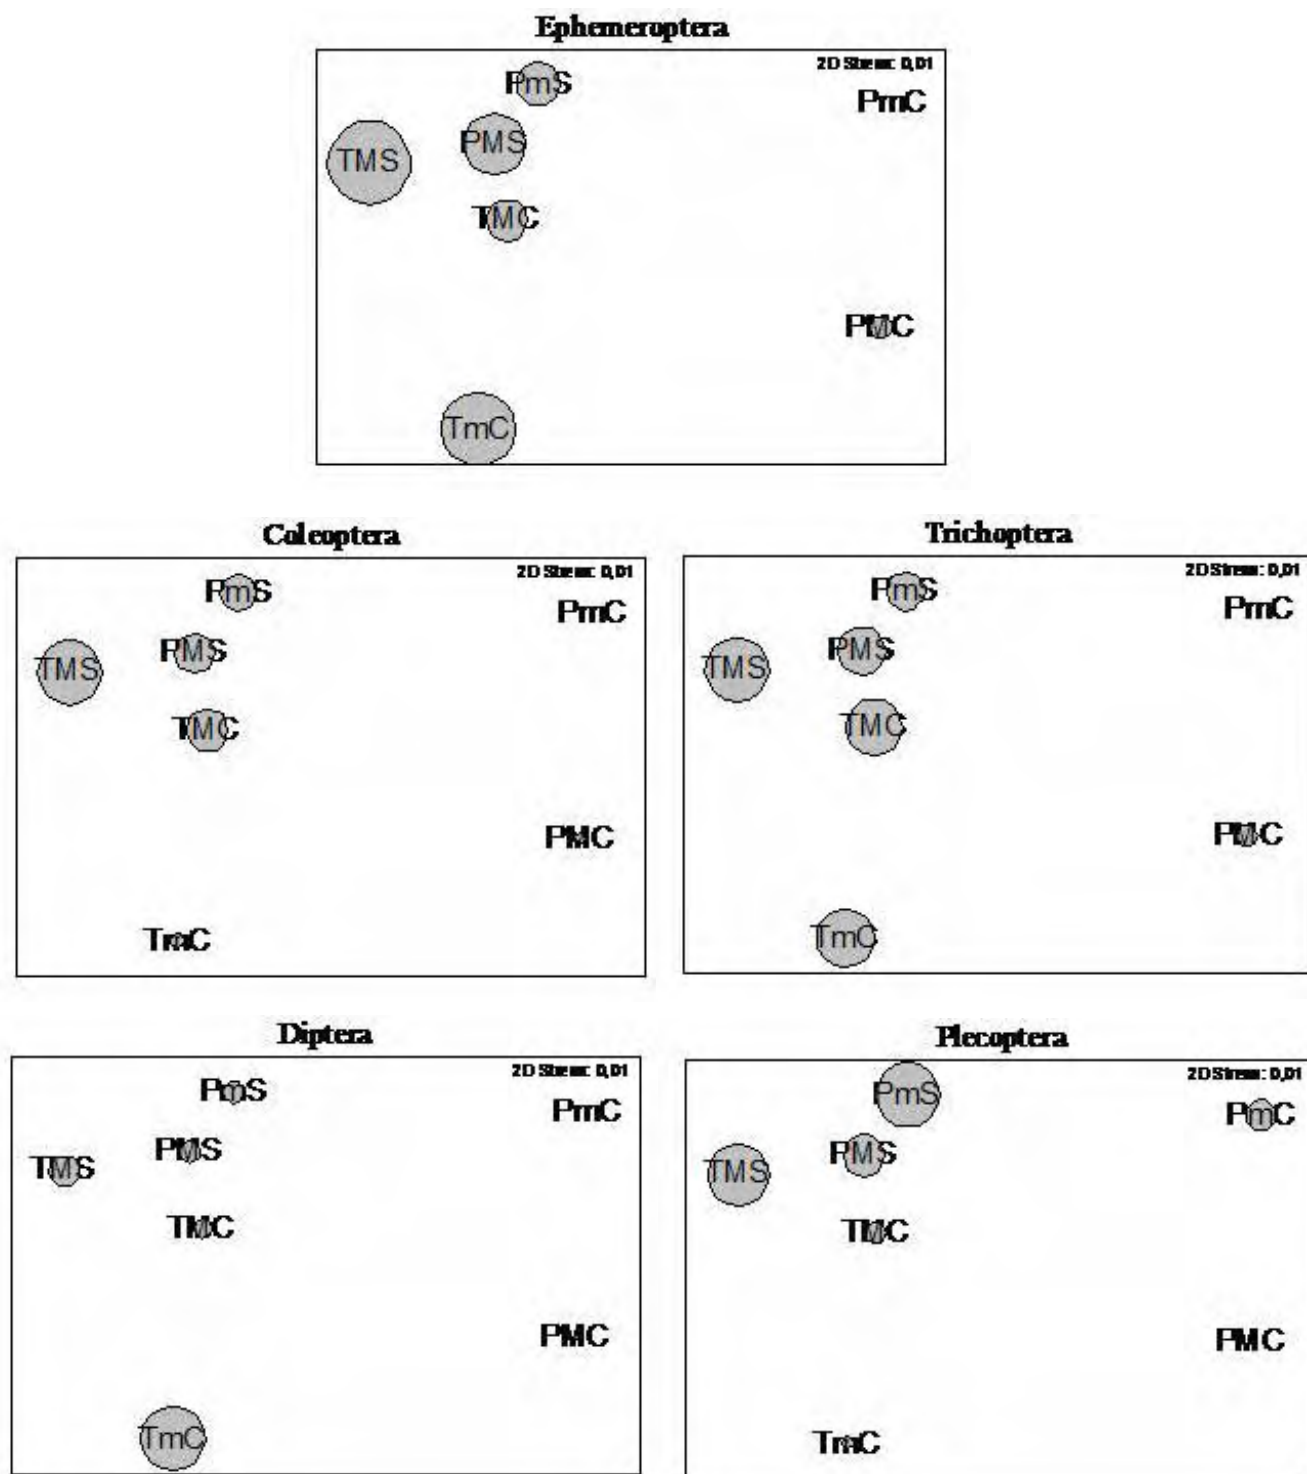 Ephemeroptera
2D Stress: 0,01
PmS
PmC
PMS
TMS
TMC
PMC
TmC
Coleoptera
2D Stress: 0,01
PmS
PmC
PMS
TMS
TMC
PMC
TmC
Trichoptera
2D Stress: 0,01
PmS
PmC
PMS
TMS
TMC
PMC
TmC
Diptera
2D Stress: 0,01
PmS
PmC
PMS
TMS
TMC
PMC
TmC
Plecoptera
2D Stress: 0,01
PmS
PmC
PMS
TMS
TMC
PMC
TmC